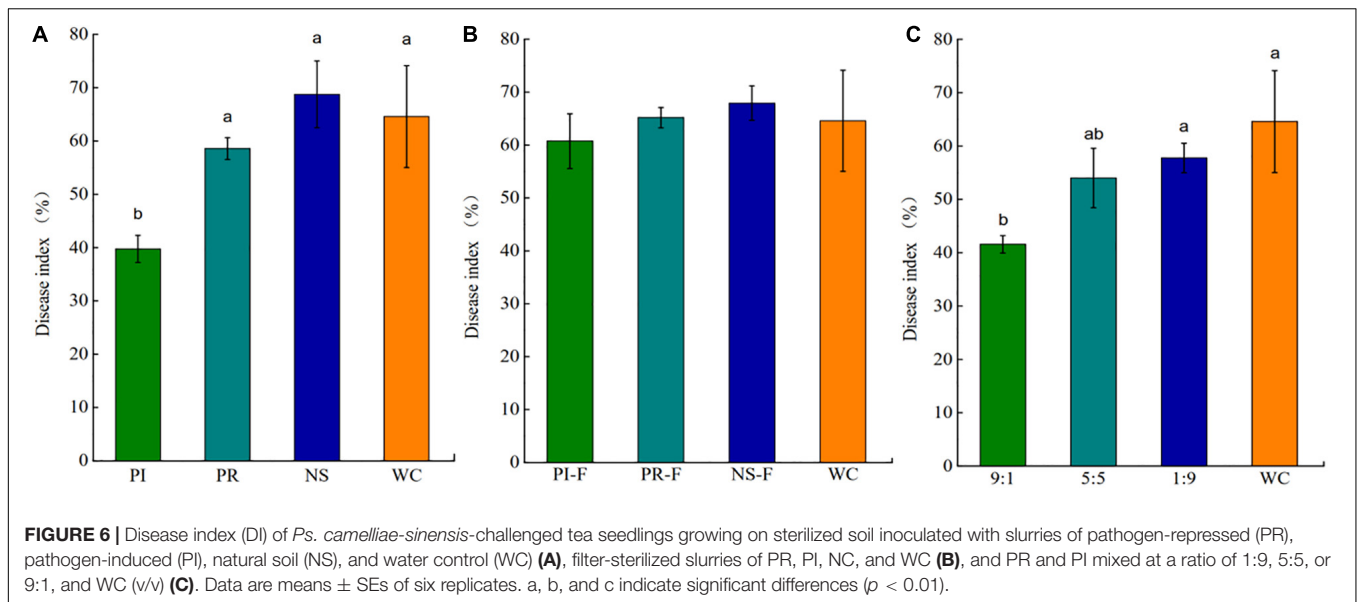 A
80
70
60
50
40
30
20
10
0
Disease index (%)
b
a
a
a
PI PR NS WC
B
80
70
60
50
40
30
20
10
0
Disease index (%)
PI-F PR-F NS-F WC
C
80
70
60
50
40
30
20
10
0
Disease index (%)
b
ab
a
a
9:1 5:5 1:9 WC
FIGURE 6 | Disease index (DI) of Ps. camelliae-sinensis-challenged tea seedlings growing on sterilized soil inoculated with slurries of pathogen-repressed (PR),
pathogen-induced (PI), natural soil (NS), and water control (WC) (A), filter-sterilized slurries of PR, PI, NC, and WC (B), and PR and PI mixed at a ratio of 1:9, 5:5, or
9:1, and WC (v/v) (C). Data are means ± SEs of six replicates. a, b, and c indicate significant differences (p < 0.01).